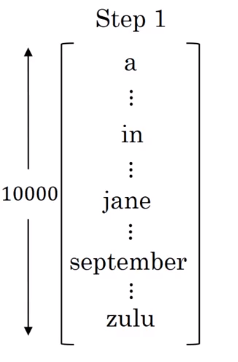 Step 1
a
⋮
in
⋮
10000
jane
⋮
september
⋮
zulu